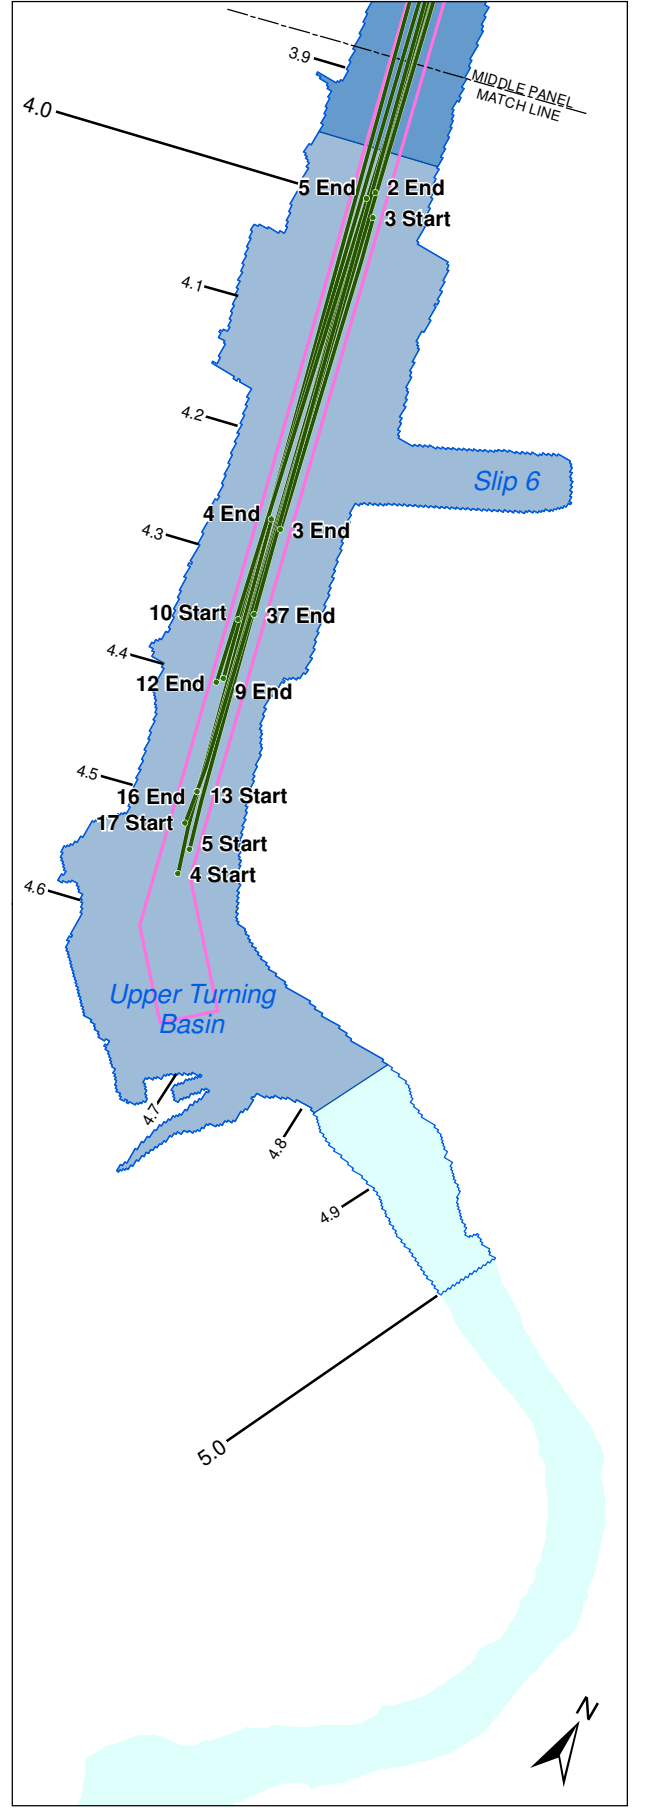 3.9
MIDDLE PANEL
MATCH LINE
4.0
5 End
2 End
3 Start
4.1
4.2
Slip 6
4 End
3 End
4.3
10 Start
37 End
4.4
12 End
9 End
4.5
16 End
13 Start
17 Start
5 Start
4 Start
4.6
Upper Turning
Basin
4.7
4.8
4.9
5.0
N